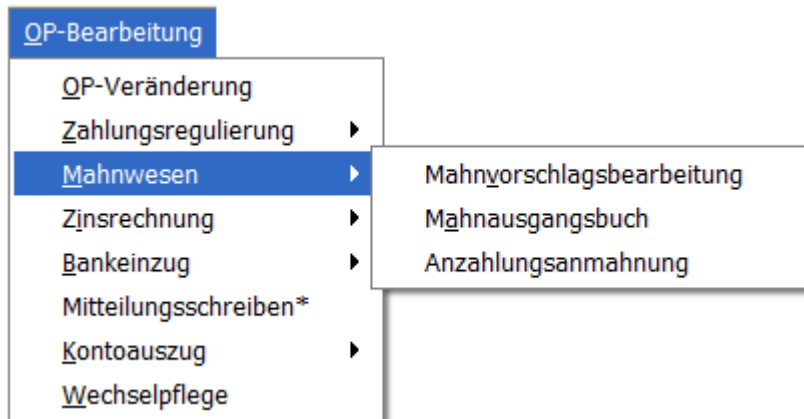 OP-Bearbeitung
OP-Veränderung
Zahlungsregulierung
Mahnwesen
Mahnvorschlagsbearbeitung
Zinsrechnung
Mahnausgangsbuch
Bankeinzug
Anzahlungsanmahnung
Mitteilungsschreiben*
Kontoauszug
Wechselpflege